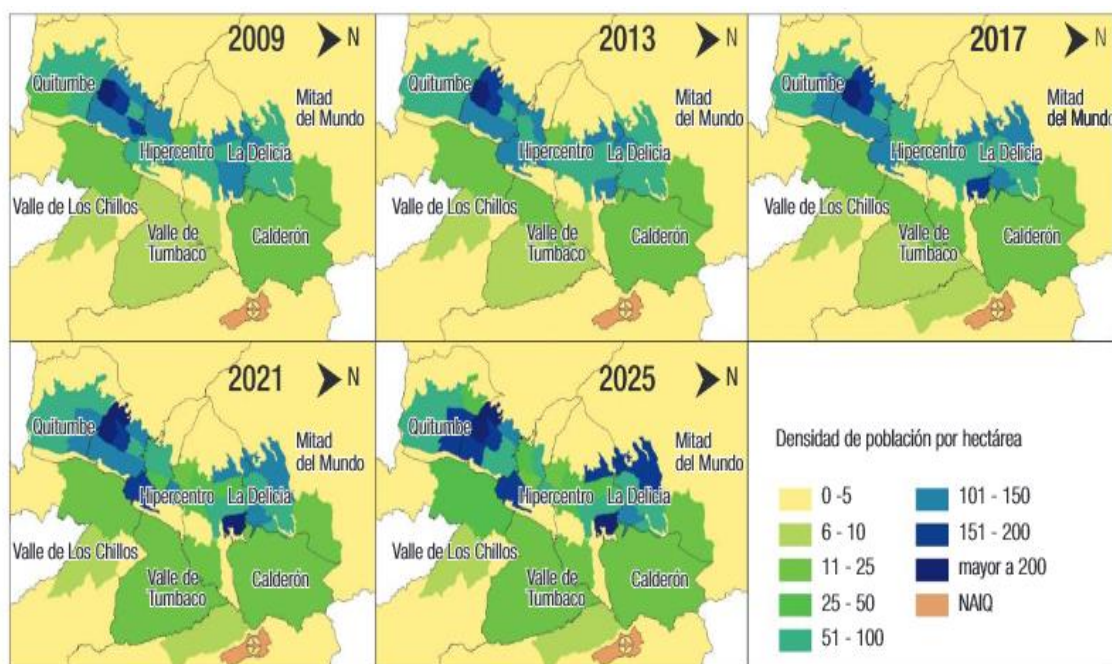 2009
N
Quitumbe
Mitad
del Mundo
Hipercentro
La Delicia
Valle de Los Chillos
Valle de
Tumbaco
Calderón
2013
N
Quitumbe
Mitad
del Mundo
Hipercentro
La Delicia
Valle de Los Chillos
Valle de
Tumbaco
Calderón
2017
N
Quitumbe
Mitad
del Mundo
Hipercentro
La Delicia
Valle de Los Chillos
Valle de
Tumbaco
Calderón
2021
N
Quitumbe
Mitad
del Mundo
Hipercentro
La Delicia
Valle de Los Chillos
Valle de
Tumbaco
Calderón
2025
N
Quitumbe
Mitad
del Mundo
Hipercentro
La Delicia
Valle de Los Chillos
Valle de
Tumbaco
Calderón
Densidad de población por hectárea
0 -5
6 - 10
11 - 25
25 - 50
51 - 100
101 - 150
151 - 200
mayor a 200
NAIQ